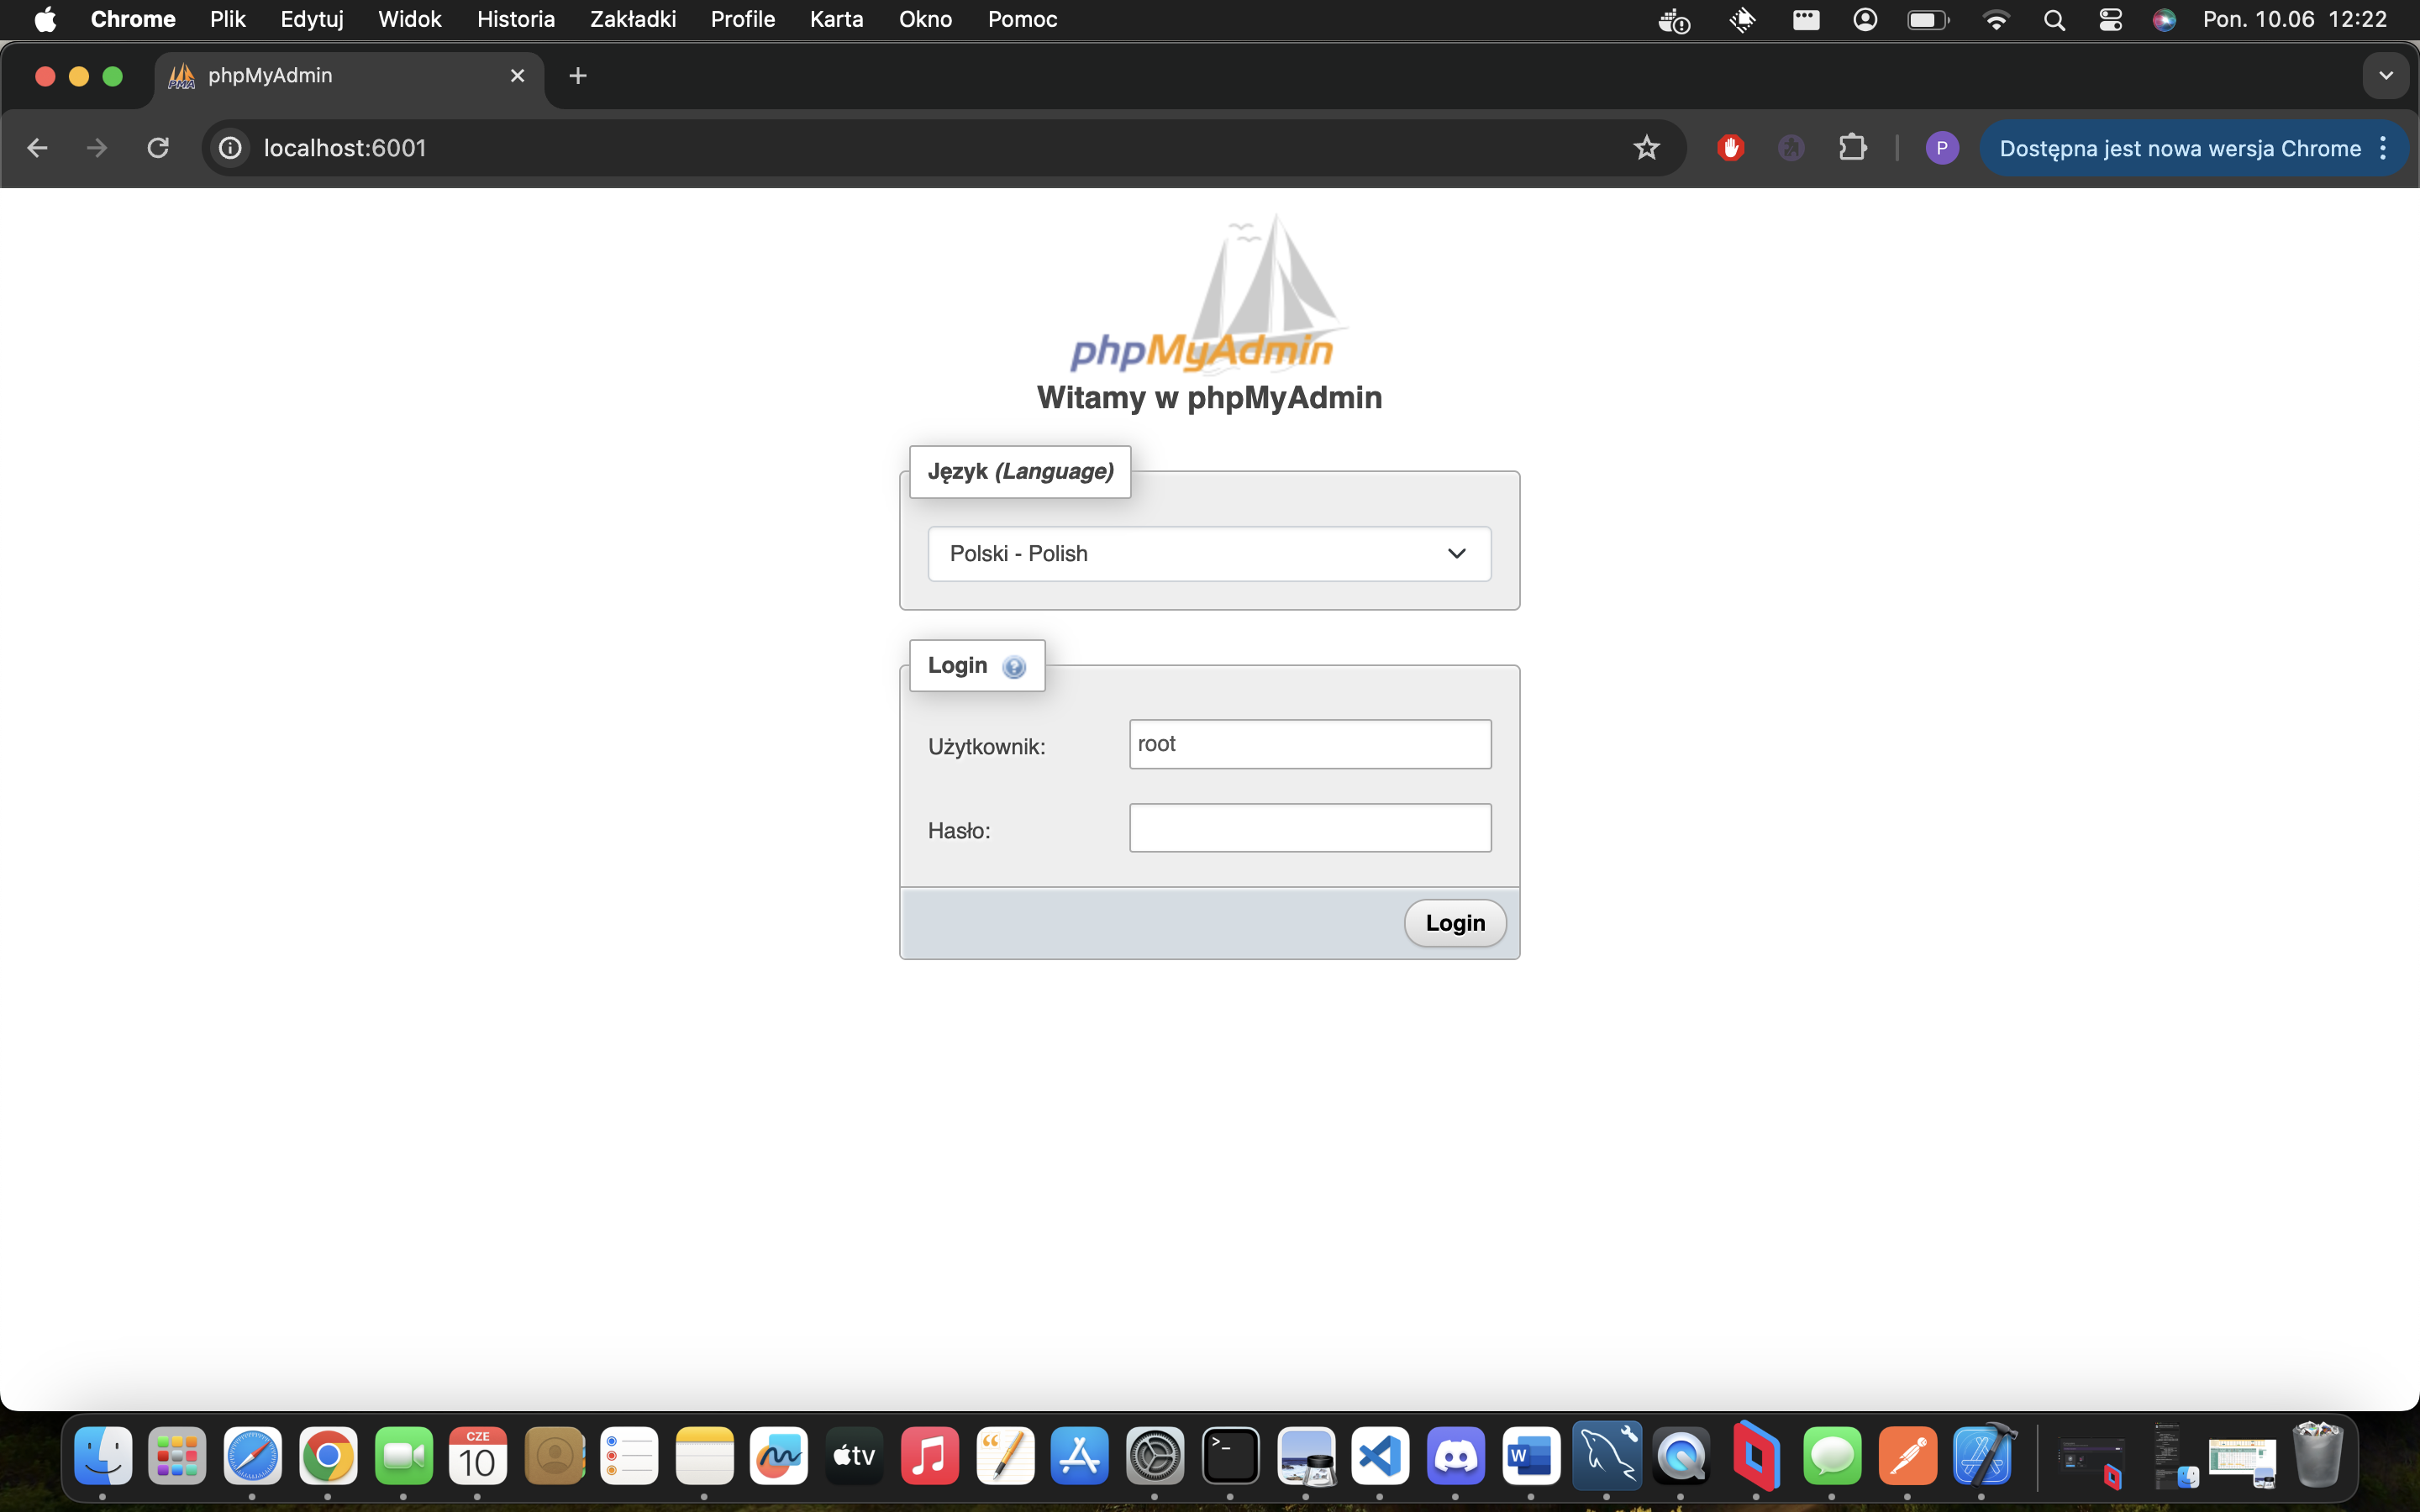 Chrome Plik Edytuj Widok Historia Zakładki Profile Karta Okno Pomoc Pon. 10.06 12:22
phpMyAdmin
localhost:6001
P
Dostępna jest nowa wersja Chrome
phpMyAdmin
Witamy w phpMyAdmin
Język (Language)
Polski - Polish
Login
Użytkownik:
root
Hasło:
Login
CZE
10
tv
W